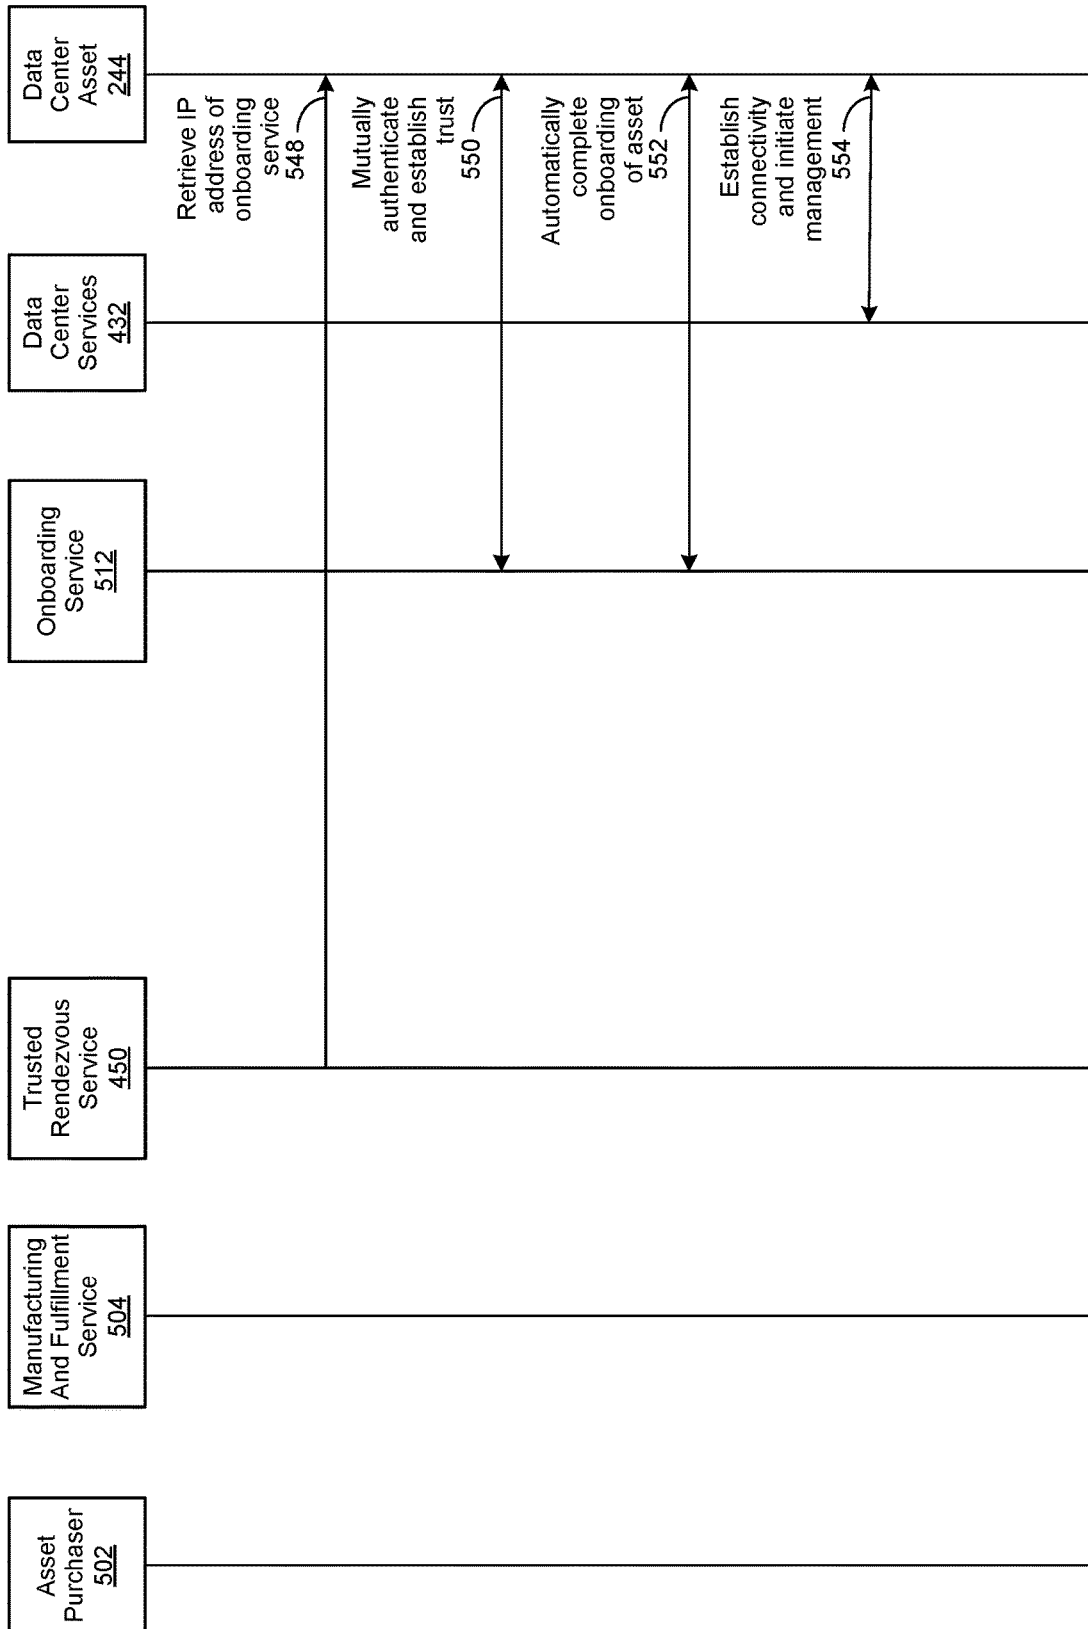 Asset
Purchaser
502
Manufacturing
And Fulfillment
Service
504
Trusted
Rendezvous
Service
450
Onboarding
Service
512
Data
Center
Services
432
Data
Center
Asset
244
Retrieve IP
address of
onboarding
service
548
Mutually
authenticate
and establish
trust
550
Automatically
complete
onboarding
of asset
552
Establish
connectivity
and initiate
management
554